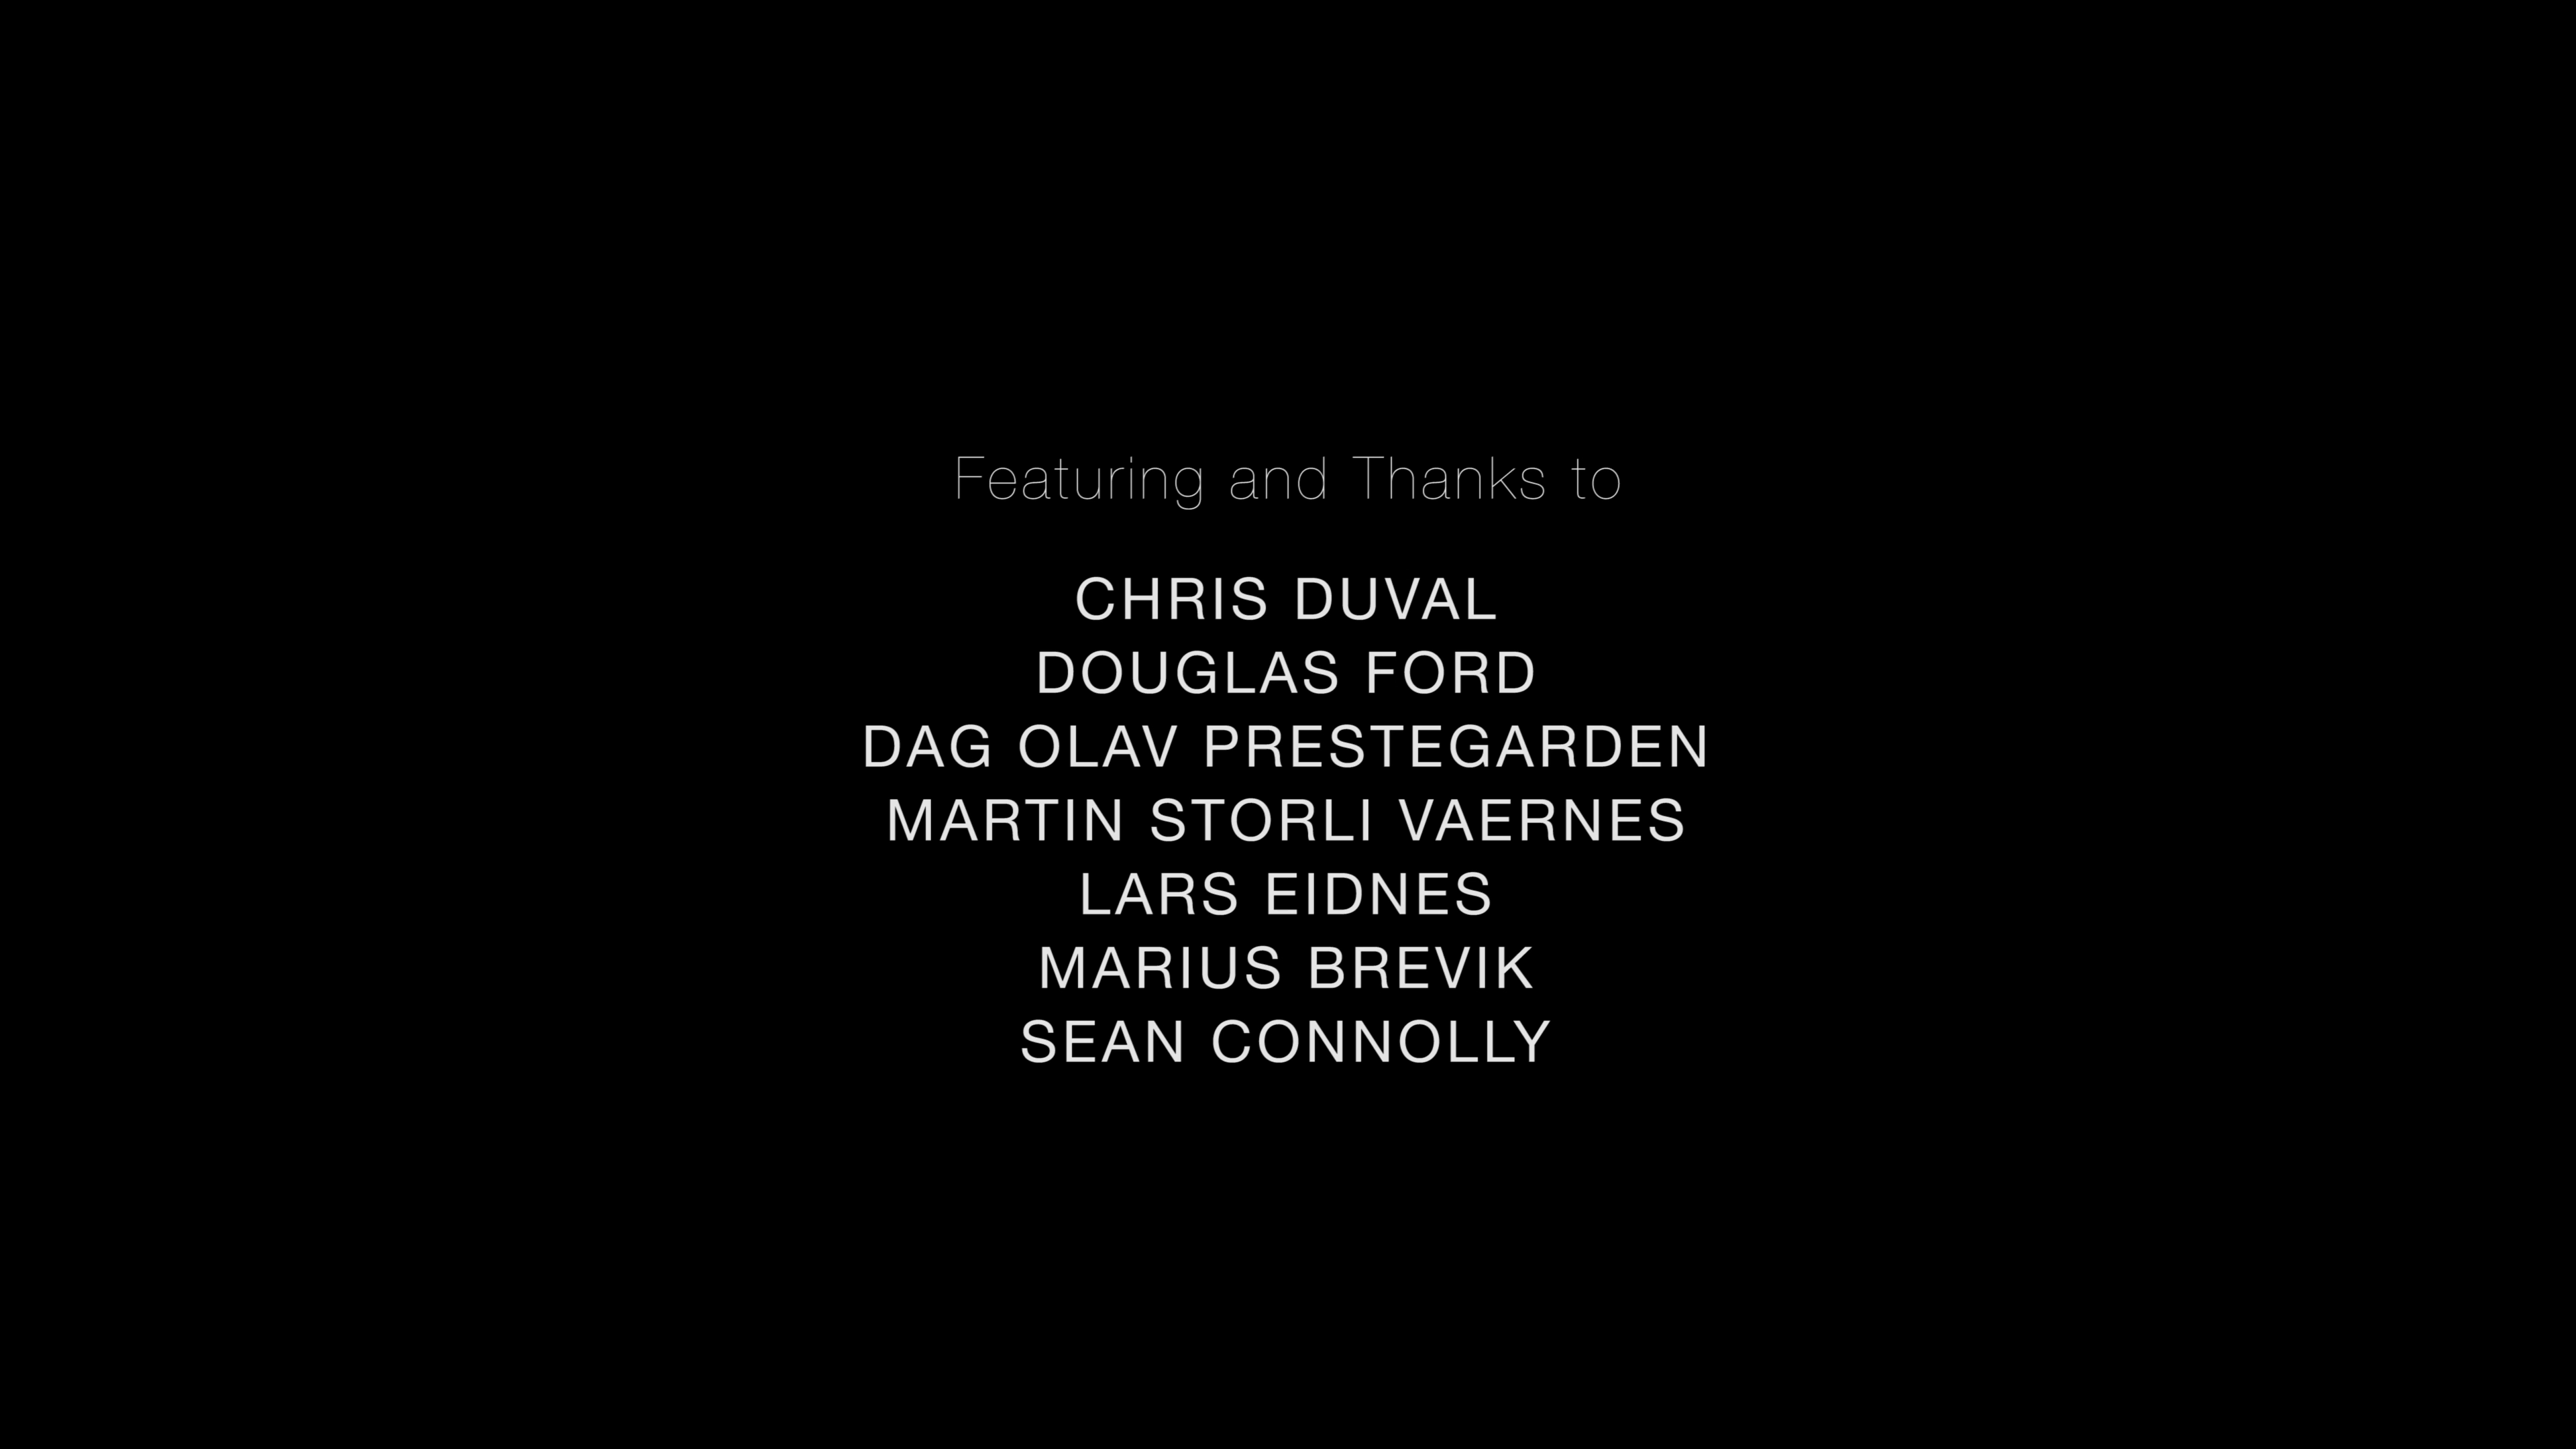 Featuring and Thanks to
CHRIS DUVAL
DOUGLAS FORD
DAG OLAV PRESTEGARDEN
MARTIN STORLI VAERNES
LARS EIDNES
MARIUS BREVIK
SEAN CONNOLLY